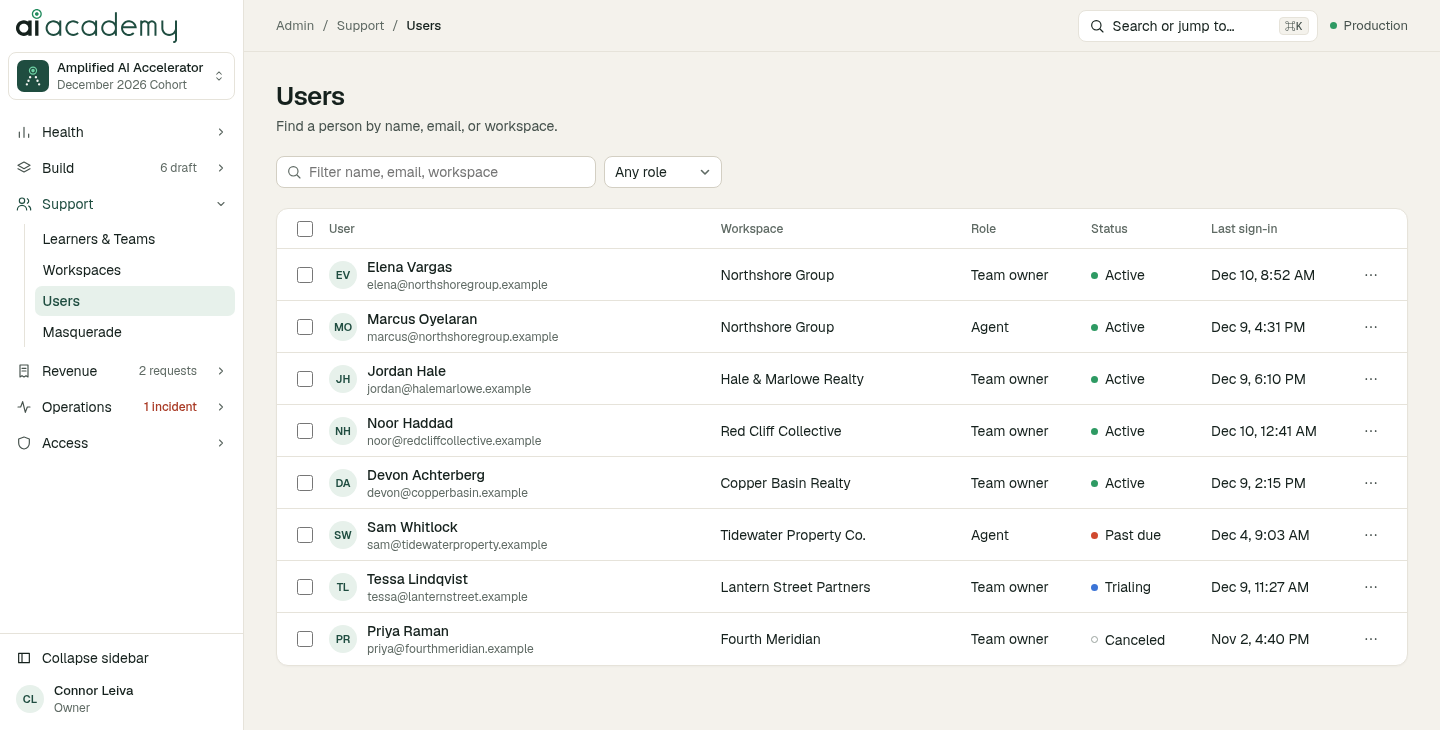 ai academy
Amplified AI Accelerator
December 2026 Cohort
Health
Build 6 draft
Support
Learners & Teams
Workspaces
Users
Masquerade
Revenue 2 requests
Operations 1 incident
Access
Collapse sidebar
CL Connor Leiva
Owner
Admin / Support / Users
Search or jump to… ⌘K
Production
Users
Find a person by name, email, or workspace.
Filter name, email, workspace
Any role
User Workspace Role Status Last sign-in
EV Elena Vargas
elena@northshoregroup.example
Northshore Group Team owner Active Dec 10, 8:52 AM
MO Marcus Oyelaran
marcus@northshoregroup.example
Northshore Group Agent Active Dec 9, 4:31 PM
JH Jordan Hale
jordan@halemarlowe.example
Hale & Marlowe Realty Team owner Active Dec 9, 6:10 PM
NH Noor Haddad
noor@redcliffcollective.example
Red Cliff Collective Team owner Active Dec 10, 12:41 AM
DA Devon Achterberg
devon@copperbasin.example
Copper Basin Realty Team owner Active Dec 9, 2:15 PM
SW Sam Whitlock
sam@tidewaterproperty.example
Tidewater Property Co. Agent Past due Dec 4, 9:03 AM
TL Tessa Lindqvist
tessa@lanternstreet.example
Lantern Street Partners Team owner Trialing Dec 9, 11:27 AM
PR Priya Raman
priya@fourthmeridian.example
Fourth Meridian Team owner Canceled Nov 2, 4:40 PM